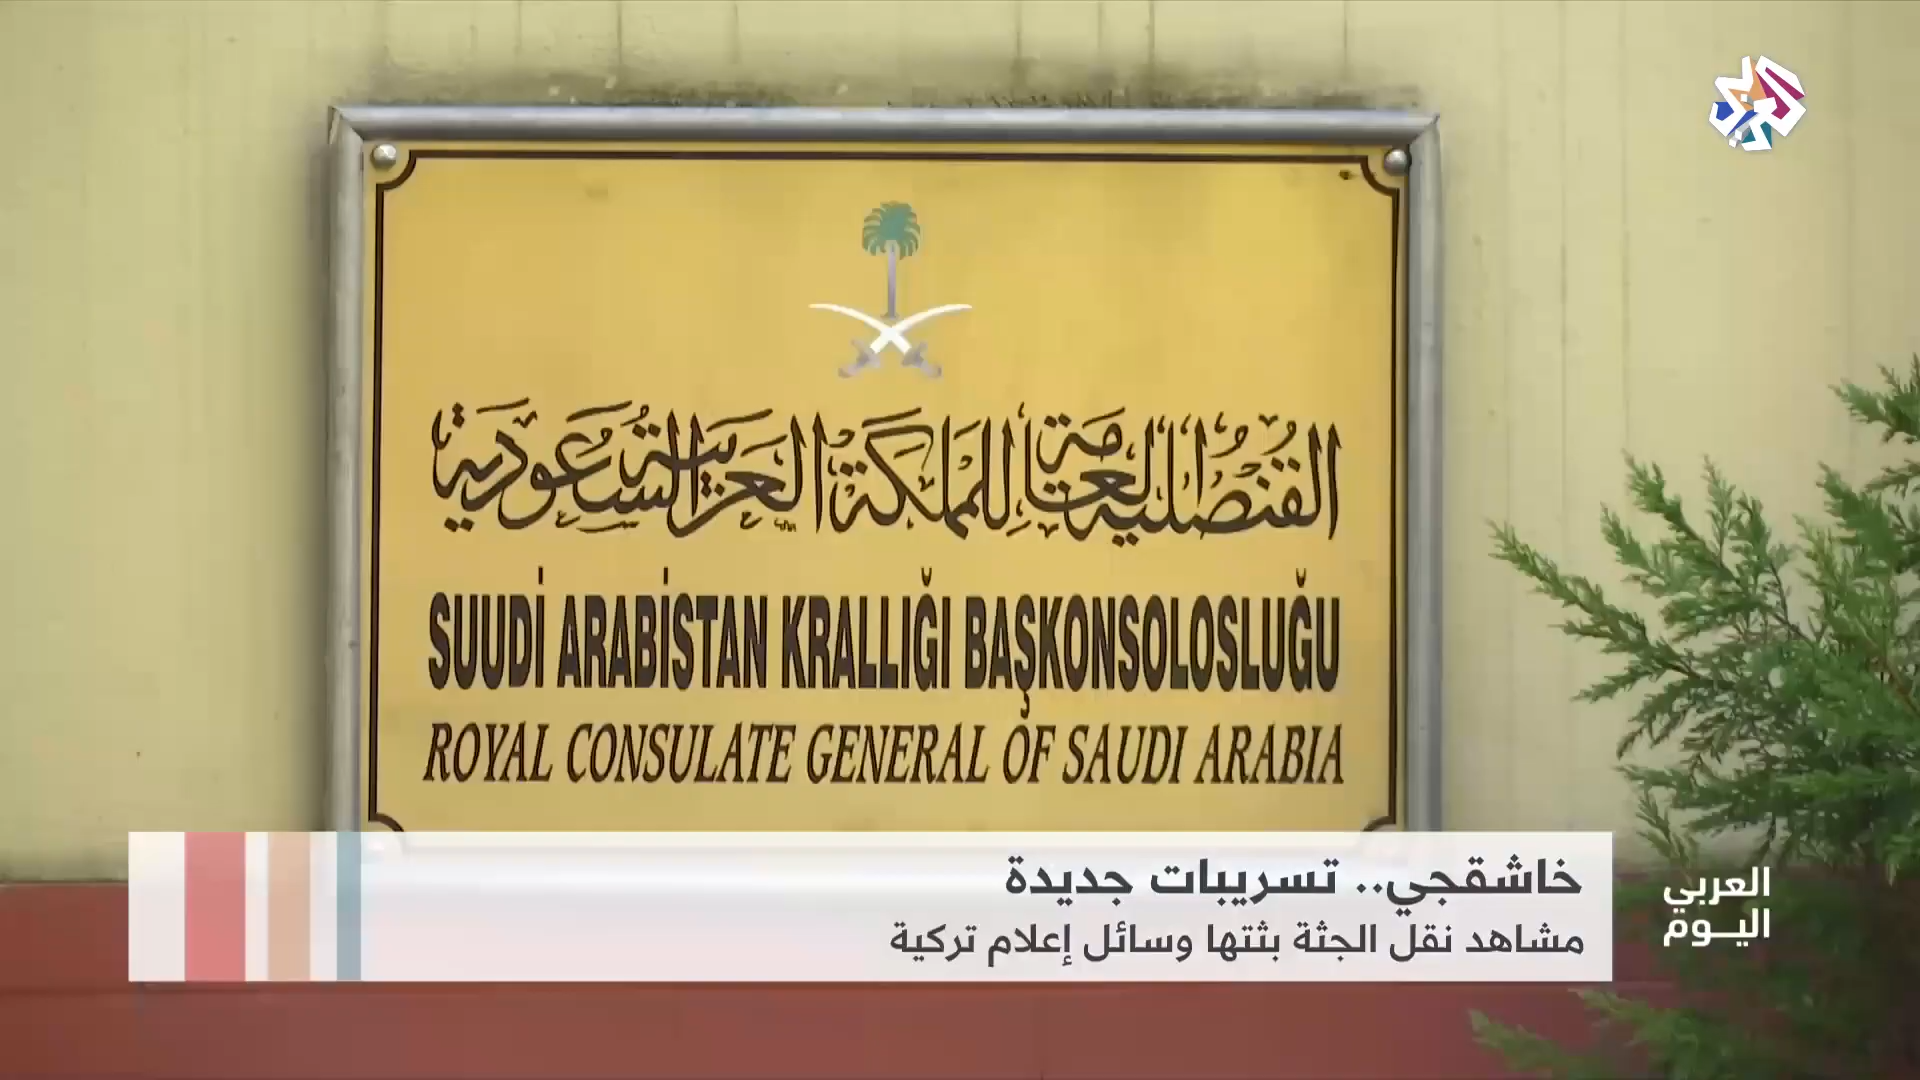 القنصلية العامة للمملكة العربية السعودية
SUUDİ ARABİSTAN KRALLIĞI BAŞKONSOLOSLUĞU
ROYAL CONSULATE GENERAL OF SAUDI ARABIA
خاشقجي.. تسريبات جديدة
مشاهد نقل الجثة بثتها وسائل إعلام تركية
العربي
اليوم
العربي